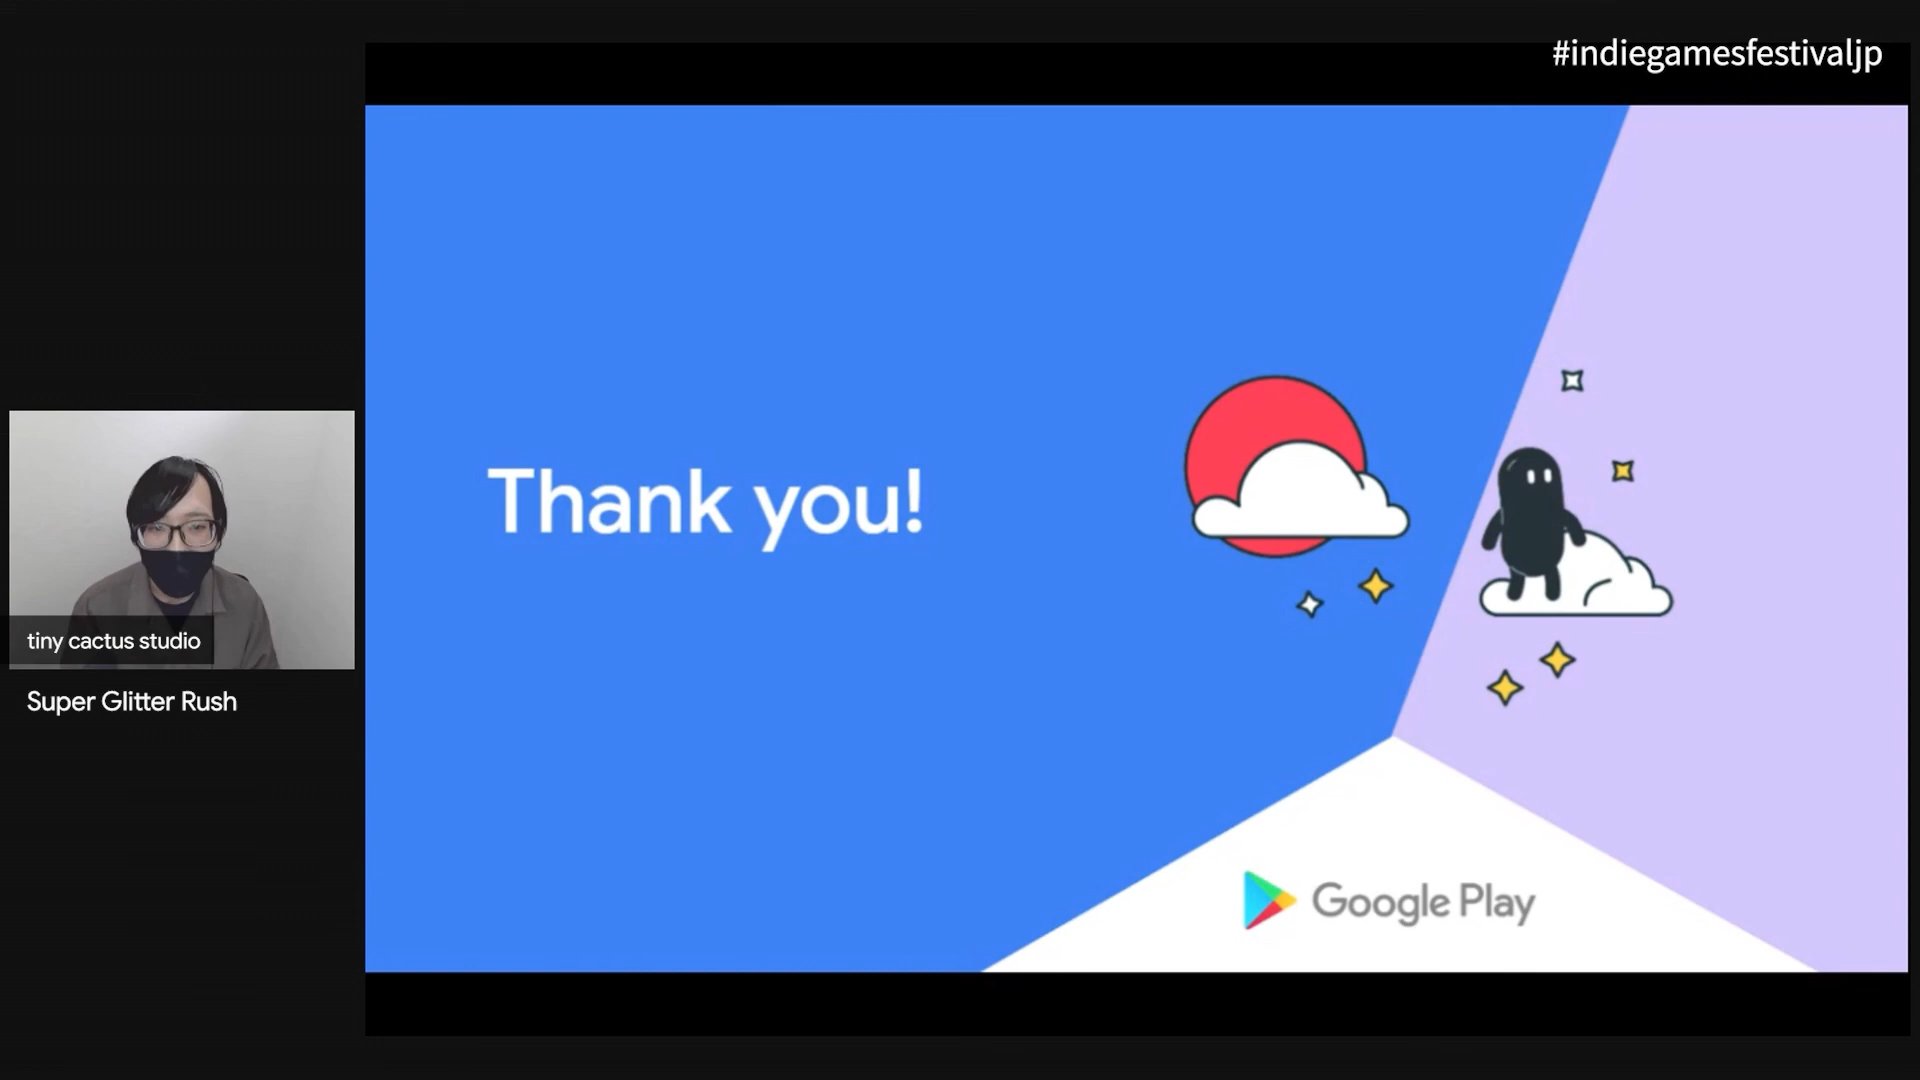 #indiegamesfestivaljp
Thank you!
tiny cactus studio
Super Glitter Rush
Google Play